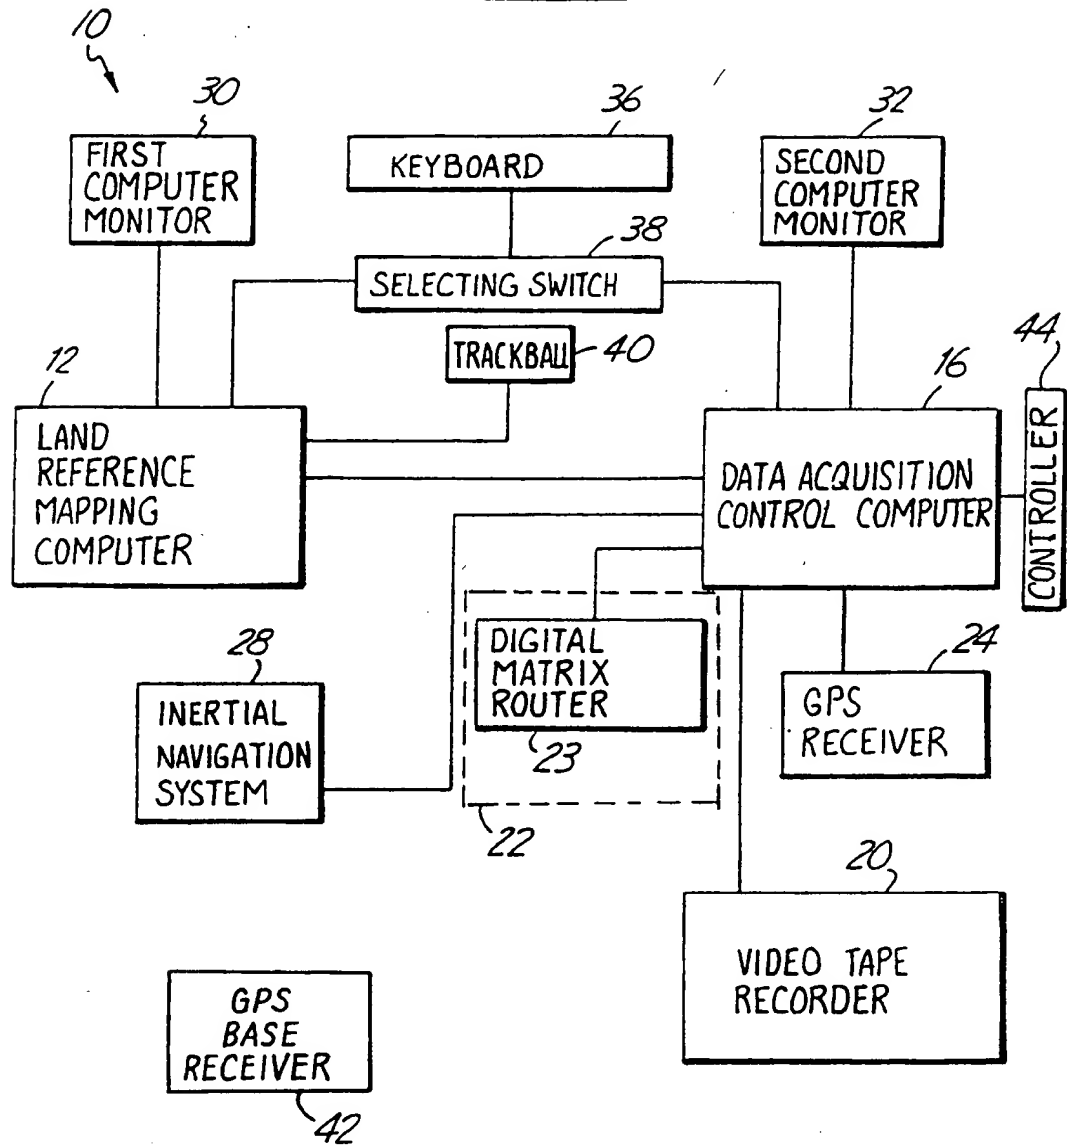 10
30
FIRST
COMPUTER
MONITOR
36
KEYBOARD
32
SECOND
COMPUTER
MONITOR
38
SELECTING SWITCH
TRACKBALL
40
12
LAND
REFERENCE
MAPPING
COMPUTER
16
DATA ACQUISITION
CONTROL COMPUTER
44
CONTROLLER
28
INERTIAL
NAVIGATION
SYSTEM
DIGITAL
MATRIX
ROUTER
23
22
24
GPS
RECEIVER
20
VIDEO TAPE
RECORDER
GPS
BASE
RECEIVER
42